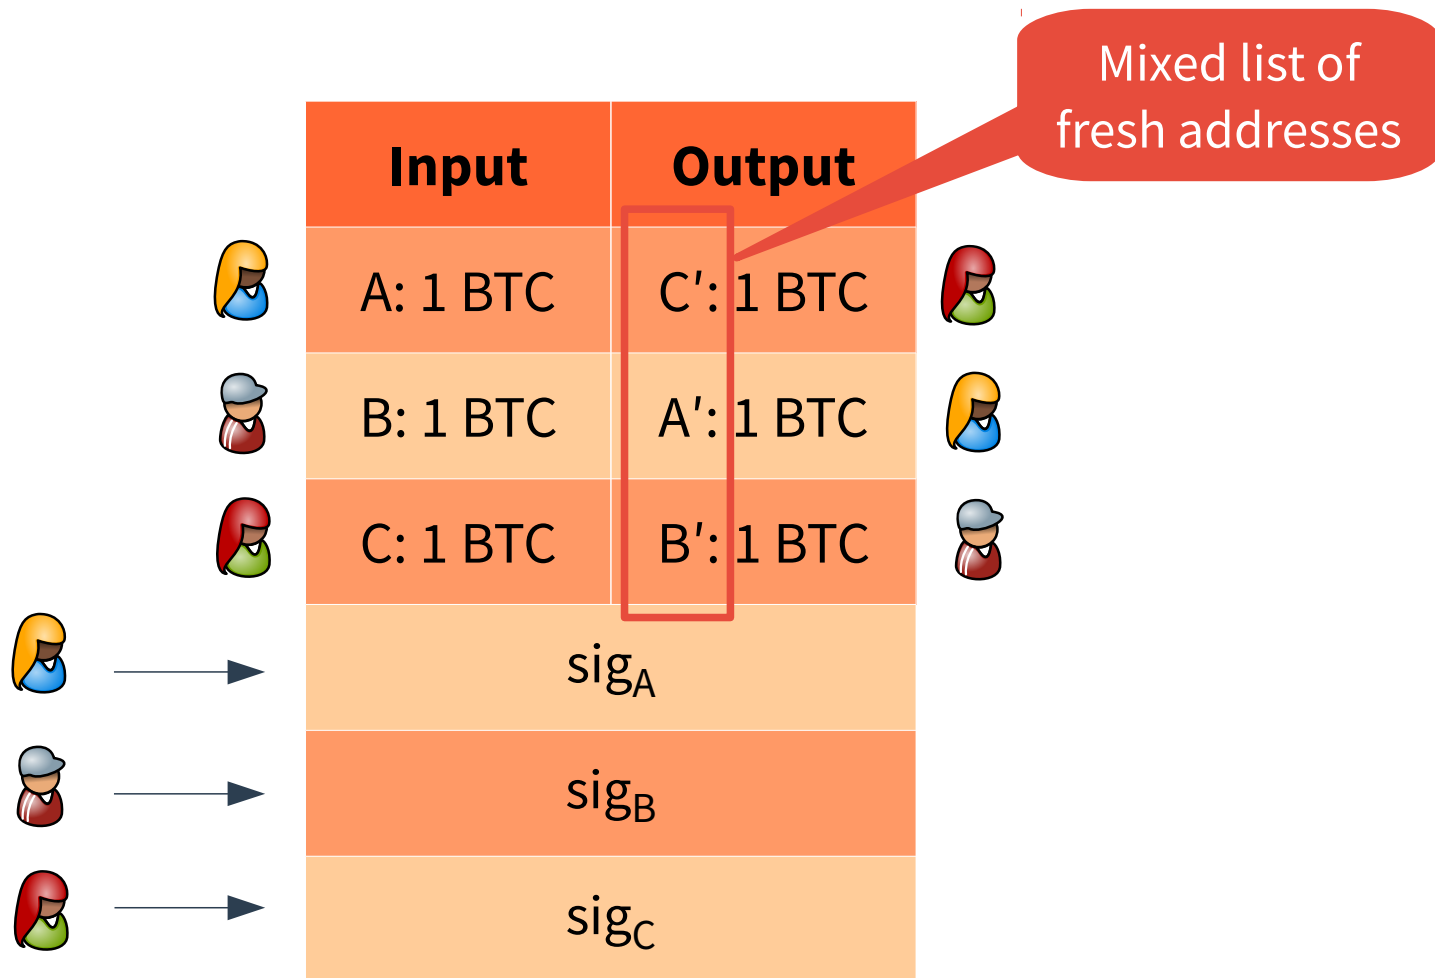 Mixed list of
fresh addresses
Input Output
A: 1 BTC C′: 1 BTC
B: 1 BTC A′: 1 BTC
C: 1 BTC B′: 1 BTC
sigA
sigB
sigC